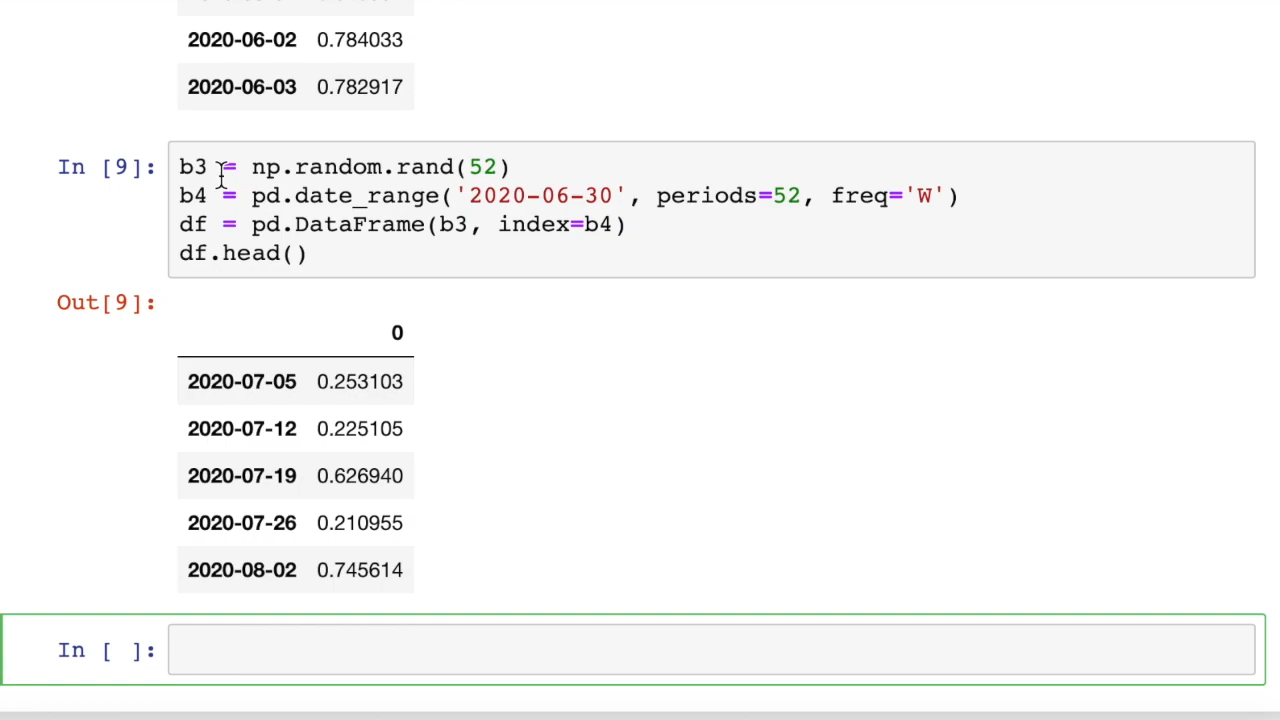 2020-06-02 0.784033
2020-06-03 0.782917
In [9]: b3 = np.random.rand(52)
b4 = pd.date_range('2020-06-30', periods=52, freq='W')
df = pd.DataFrame(b3, index=b4)
df.head()
Out[9]:
0
2020-07-05 0.253103
2020-07-12 0.225105
2020-07-19 0.626940
2020-07-26 0.210955
2020-08-02 0.745614
In [ ]: